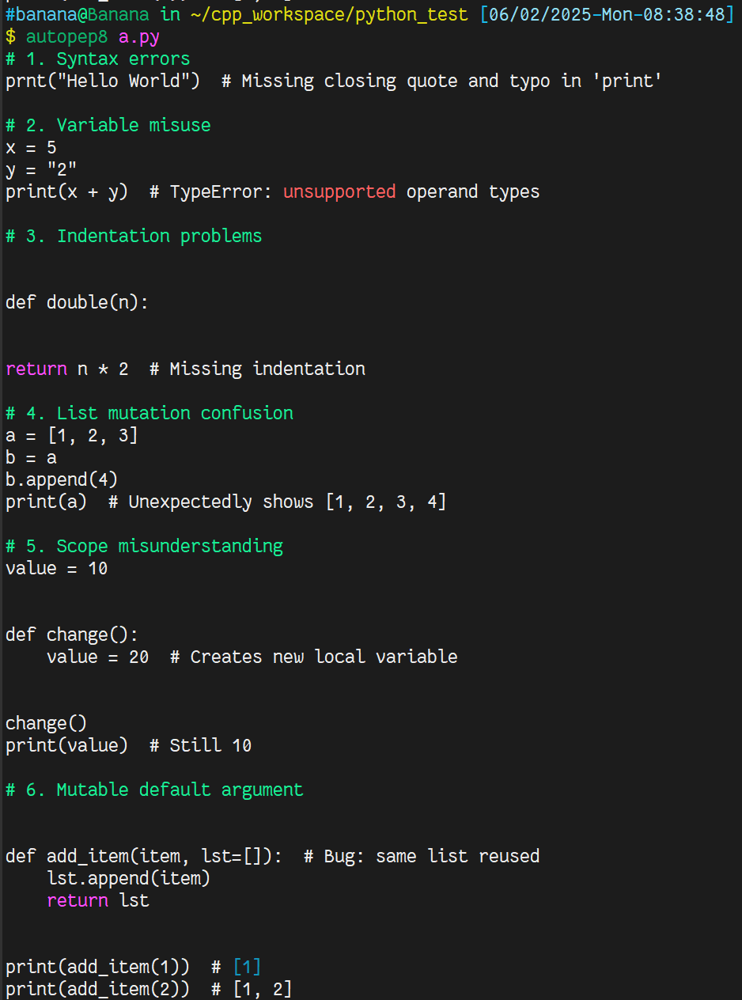 #banana@Banana in ~/cpp_workspace/python_test [06/02/2025-Mon-08:38:48]
$ autopep8 a.py
# 1. Syntax errors
prnt("Hello World")  # Missing closing quote and typo in 'print'
# 2. Variable misuse
x = 5
y = "2"
print(x + y)  # TypeError: unsupported operand types
# 3. Indentation problems
def double(n):
return n * 2  # Missing indentation
# 4. List mutation confusion
a = [1, 2, 3]
b = a
b.append(4)
print(a)  # Unexpectedly shows [1, 2, 3, 4]
# 5. Scope misunderstanding
value = 10
def change():
    value = 20  # Creates new local variable
change()
print(value)  # Still 10
# 6. Mutable default argument
def add_item(item, lst=[]):  # Bug: same list reused
    lst.append(item)
    return lst
print(add_item(1))  # [1]
print(add_item(2))  # [1, 2]